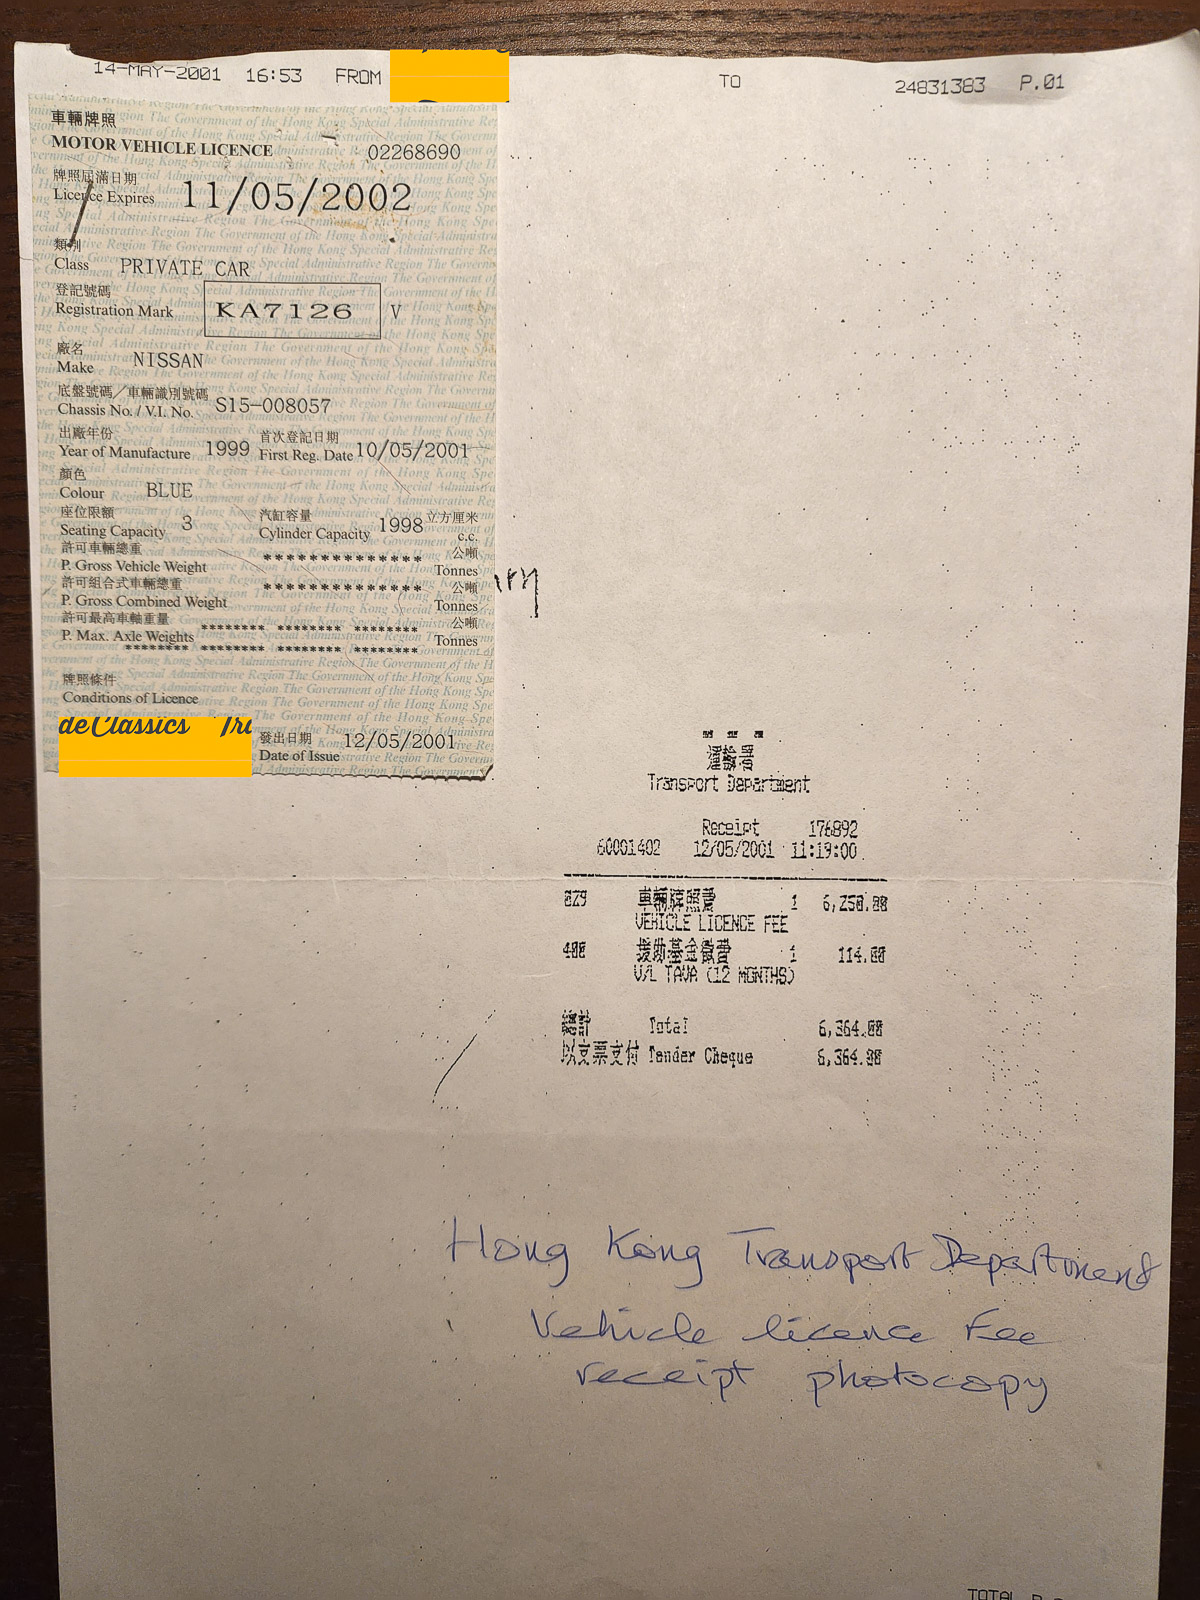 14-MAY-2001 16:53 FROM TO 24831383 P.01
車輛牌照
MOTOR VEHICLE LICENCE 02268690
牌照屆滿日期
Licence Expires 11/05/2002
類別
Class PRIVATE CAR
登記號碼
Registration Mark KA7126 V
廠名
Make NISSAN
底盤號碼／車輛識別號碼
Chassis No. / V.I. No. S15-008057
出廠年份 首次登記日期
Year of Manufacture 1999 First Reg. Date 10/05/2001
顏色
Colour BLUE
座位限額 汽缸容量 立方厘米
Seating Capacity 3 Cylinder Capacity 1998 c.c.
許可車輛總重 公噸
P. Gross Vehicle Weight ************** Tonnes
許可組合式車輛總重 公噸
P. Gross Combined Weight ************** Tonnes
許可最高車軸重量 公噸
P. Max. Axle Weights ******** ******** ******** Tonnes
******** ******** ******** ********
牌照條件
Conditions of Licence
deClassics
發出日期
Date of Issue 12/05/2001
運輸署
Transport Department
Receipt 176892
60001402 12/05/2001 11:19:00
029 車輛牌照費 1 6,250.00
VEHICLE LICENCE FEE
400 援助基金徵費 1 114.00
V/L TAVA (12 MONTHS)
總計 Total 6,364.00
以支票支付 Tender Cheque 6,364.00
Hong Kong Transport Department
Vehicle licence Fee
receipt photocopy
TOTAL